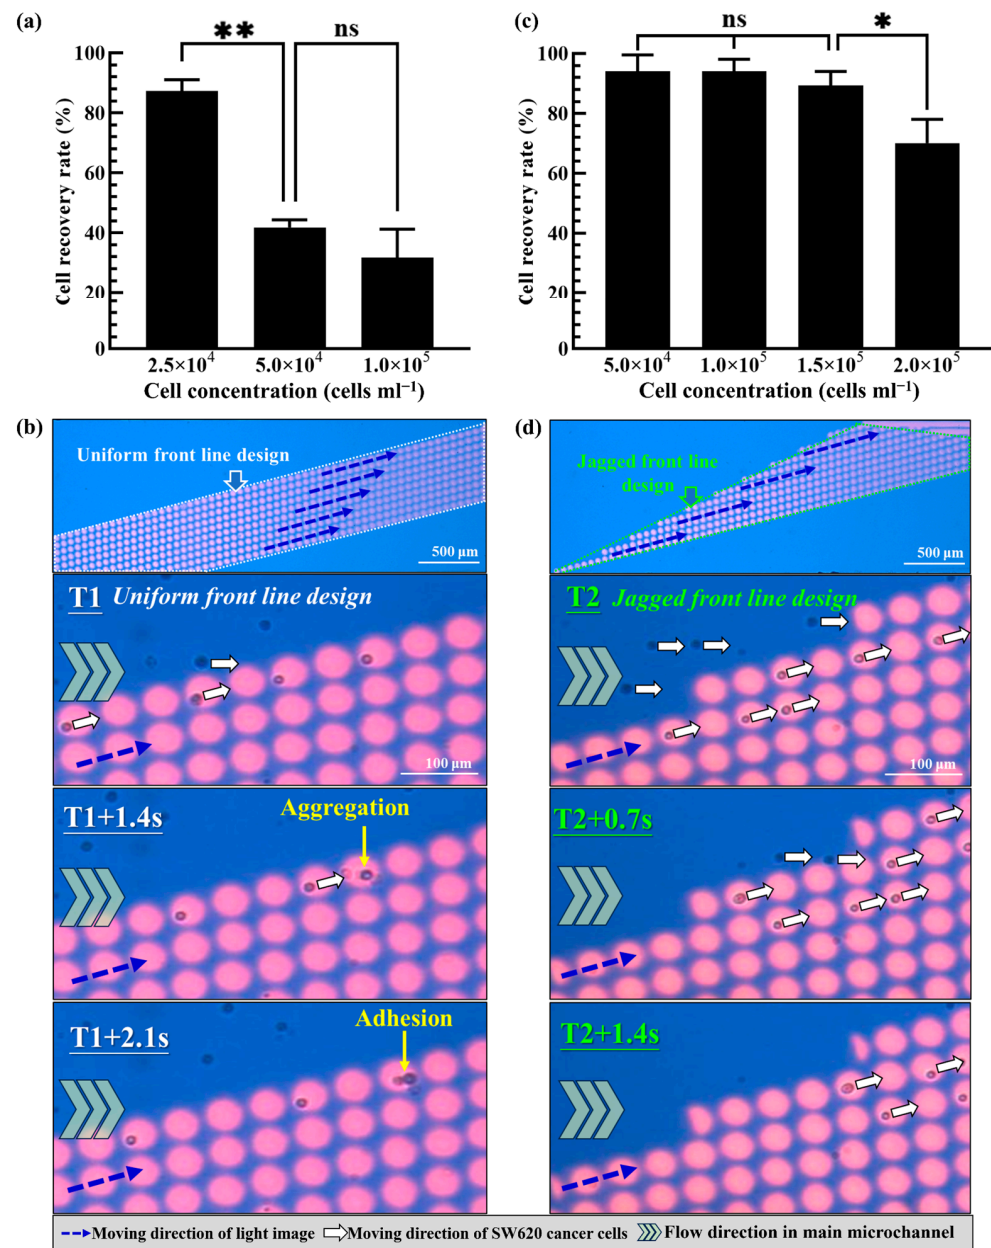 (a)
** ns
Cell recovery rate (%)
100
80
60
40
20
0
2.5×10⁴ 5.0×10⁴ 1.0×10⁵
Cell concentration (cells ml⁻¹)
(c)
ns *
Cell recovery rate (%)
100
80
60
40
20
0
5.0×10⁴ 1.0×10⁵ 1.5×10⁵ 2.0×10⁵
Cell concentration (cells ml⁻¹)
(b)
Uniform front line design
500 µm
T1 Uniform front line design
100 µm
T1+1.4s
Aggregation
T1+2.1s
Adhesion
(d)
Jagged front line
design
500 µm
T2 Jagged front line design
100 µm
T2+0.7s
T2+1.4s
Moving direction of light image Moving direction of SW620 cancer cells Flow direction in main microchannel